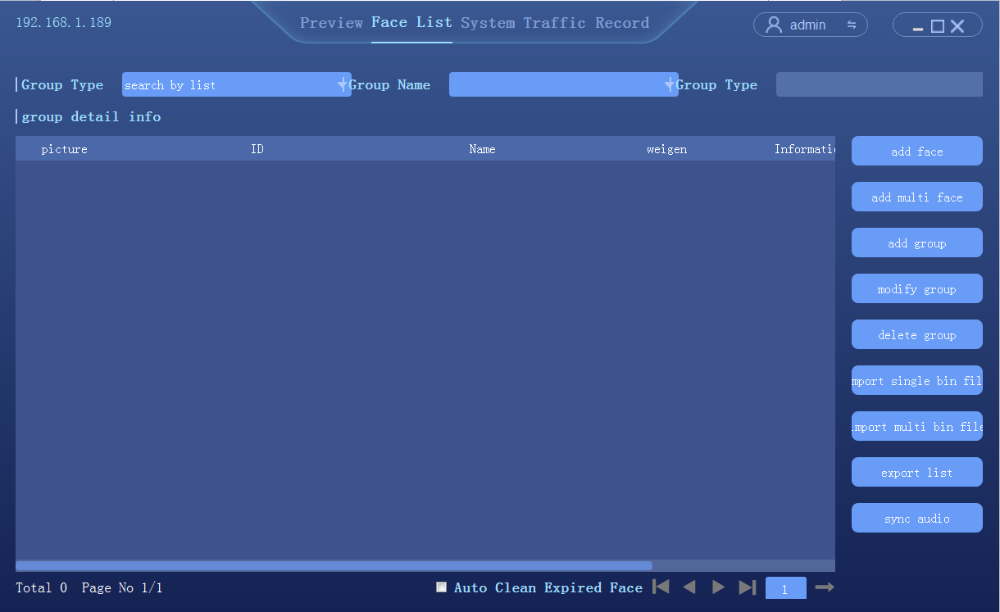 192.168.1.189
Preview Face List System Traffic Record
admin
Group Type search by list Group Name Group Type
group detail info
picture ID Name weigen Informatic
add face
add multi face
add group
modify group
delete group
mport single bin fil
mport multi bin file
export list
sync audio
Total 0 Page No 1/1 Auto Clean Expired Face 1